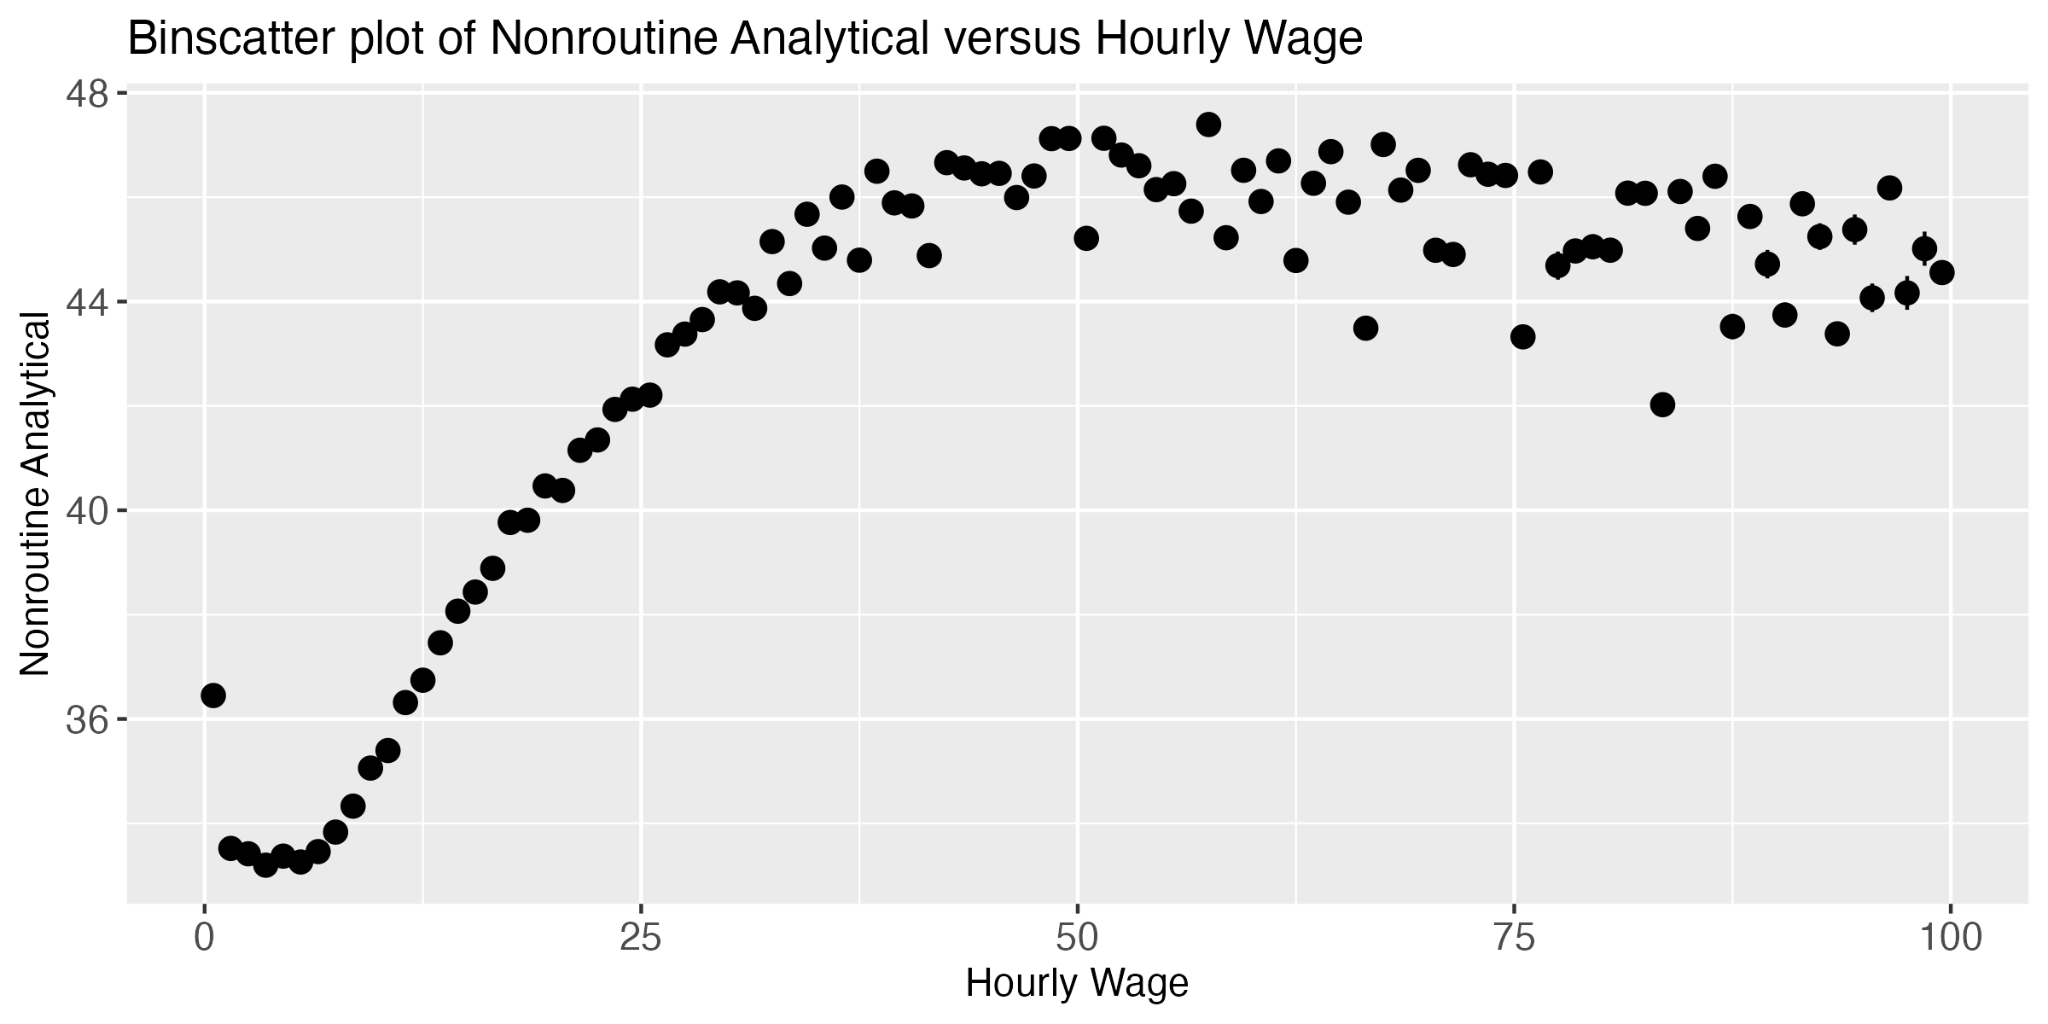 Binscatter plot of Nonroutine Analytical versus Hourly Wage
48
44
40
36
Nonroutine Analytical
0 25 50 75 100
Hourly Wage